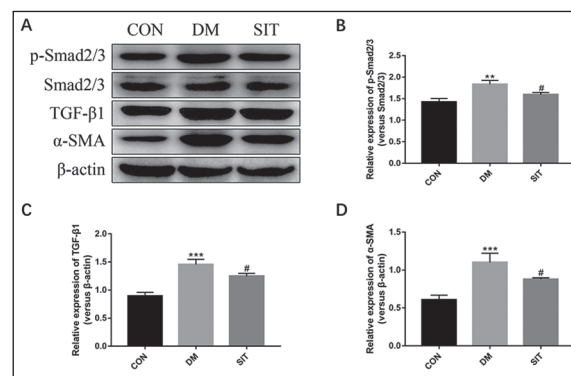 A
CON DM SIT
p-Smad2/3
Smad2/3
TGF-β1
α-SMA
β-actin
B
Relative expression of p-Smad2/3
(versus Smad2/3)
2.5
2.0
1.5
1.0
0.5
0.0
**
#
CON DM SIT
C
Relative expression of TGF-β1
(versus β-actin)
2.0
1.5
1.0
0.5
0.0
***
#
CON DM SIT
D
Relative expression of α-SMA
(versus β-actin)
1.5
1.0
0.5
0.0
***
#
CON DM SIT